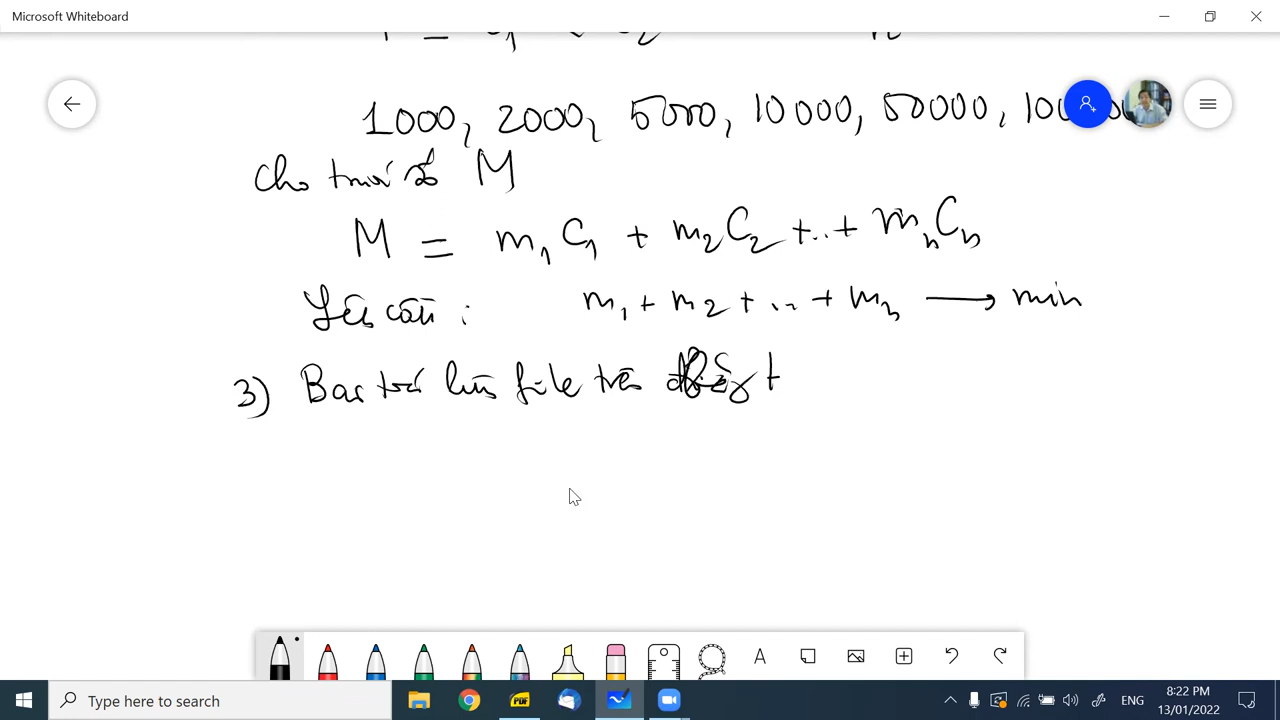 Microsoft Whiteboard
1000, 2000, 5000, 10000, 50000, 100
Cho trước số M
M = m₁C₁ + m₂C₂ +..+ mₙCₙ
Yêu cầu : m₁ + m₂ + .. + mₙ → min
3) Bài toán lưu file trên
Type here to search
ENG
8:22 PM
13/01/2022